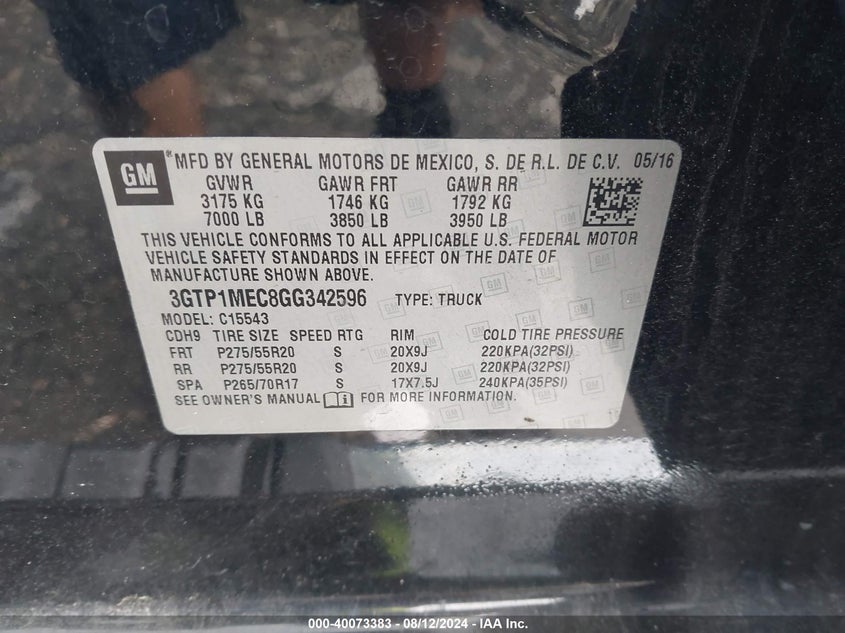 GM ® MFD BY GENERAL MOTORS DE MEXICO, S. DE R.L. DE C.V. 05/16
GVWR GAWR FRT GAWR RR
3175 KG 1746 KG 1792 KG
7000 LB 3850 LB 3950 LB
THIS VEHICLE CONFORMS TO ALL APPLICABLE U.S. FEDERAL MOTOR
VEHICLE SAFETY STANDARDS IN EFFECT ON THE DATE OF
MANUFACTURE SHOWN ABOVE.
3GTP1MEC8GG342596 TYPE: TRUCK
MODEL: C15543
CDH9 TIRE SIZE SPEED RTG RIM COLD TIRE PRESSURE
FRT P275/55R20 S 20X9J 220KPA(32PSI)
RR P275/55R20 S 20X9J 220KPA(32PSI)
SPA P265/70R17 S 17X7.5J 240KPA(35PSI)
SEE OWNER'S MANUAL FOR MORE INFORMATION.
000-40073383 - 08/12/2024 - IAA Inc.